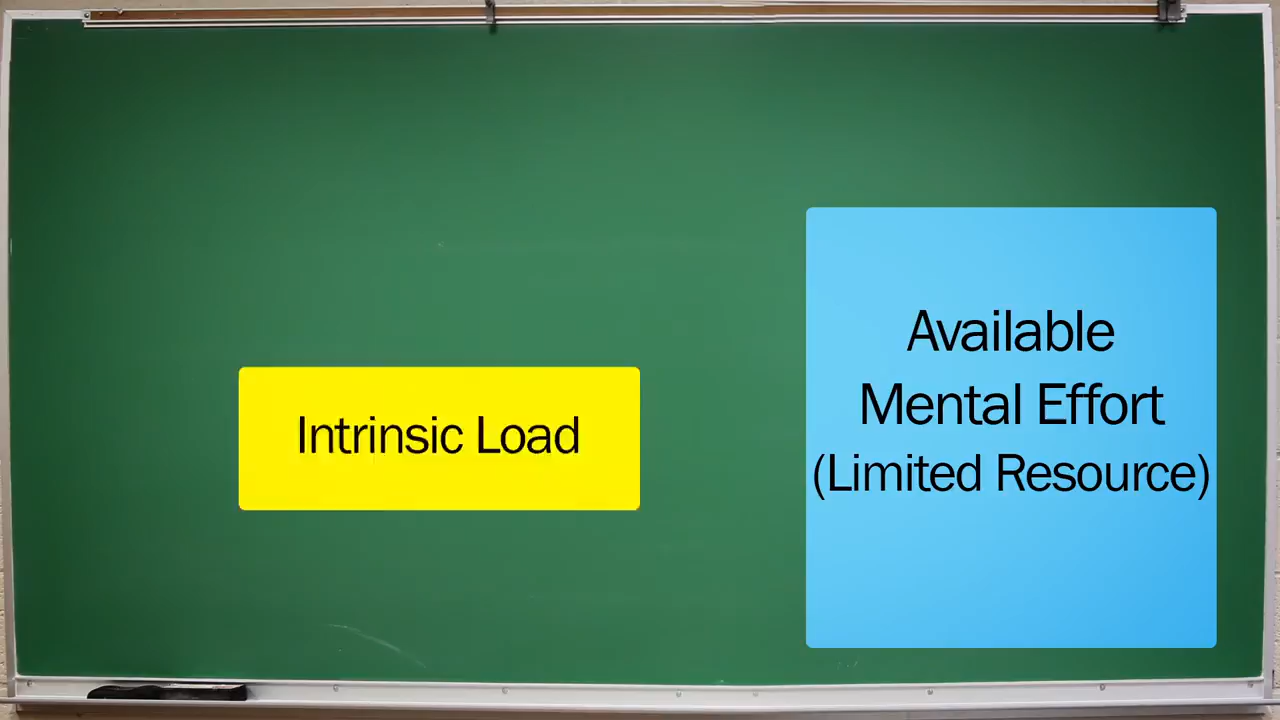 Intrinsic Load
Available
Mental Effort
(Limited Resource)